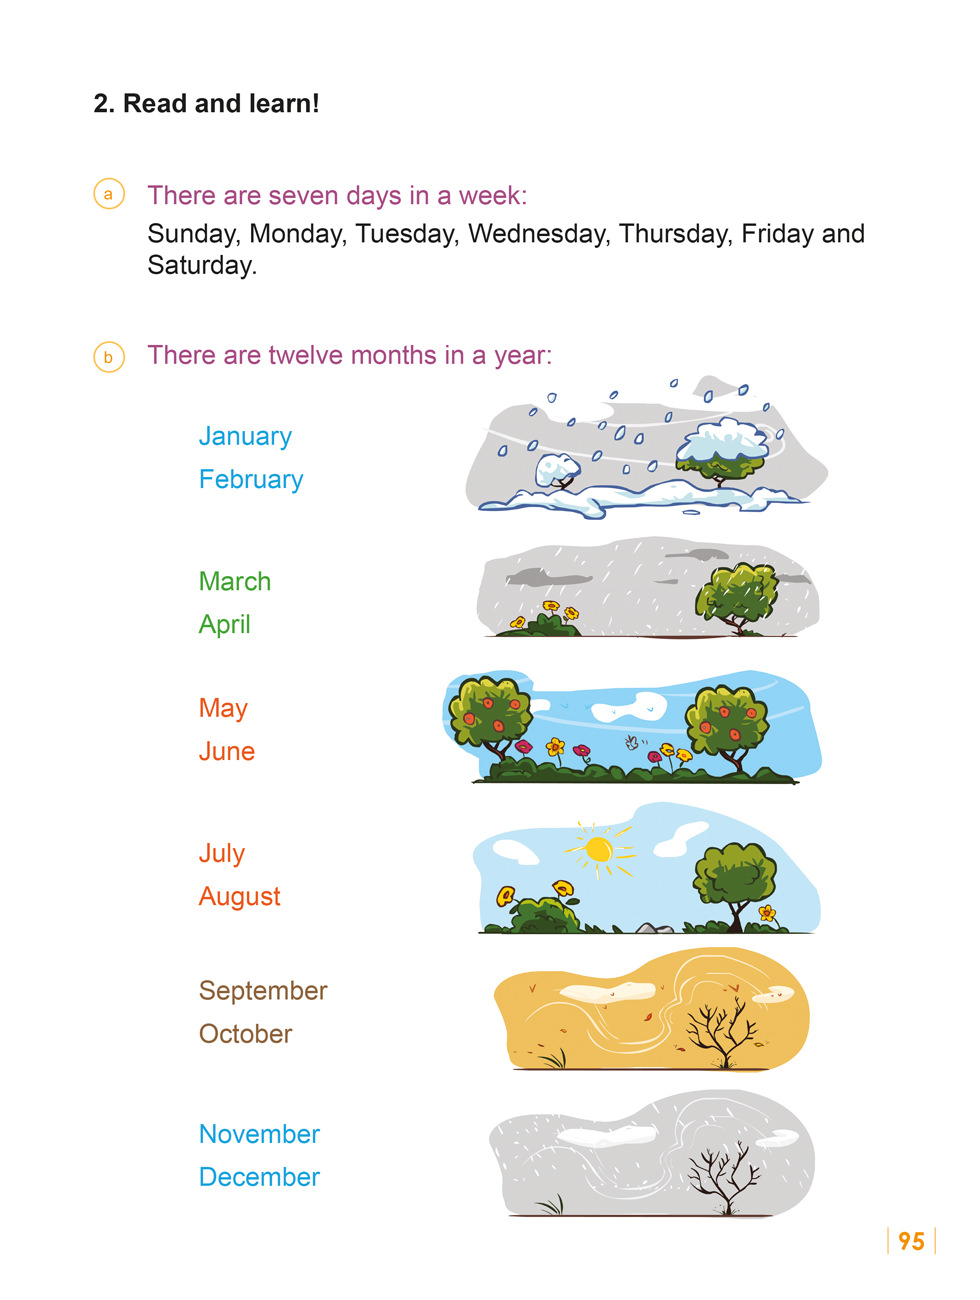 2. Read and learn!
a
There are seven days in a week:
Sunday, Monday, Tuesday, Wednesday, Thursday, Friday and
Saturday.
b
There are twelve months in a year:
January
February
March
April
May
June
July
August
September
October
November
December
95